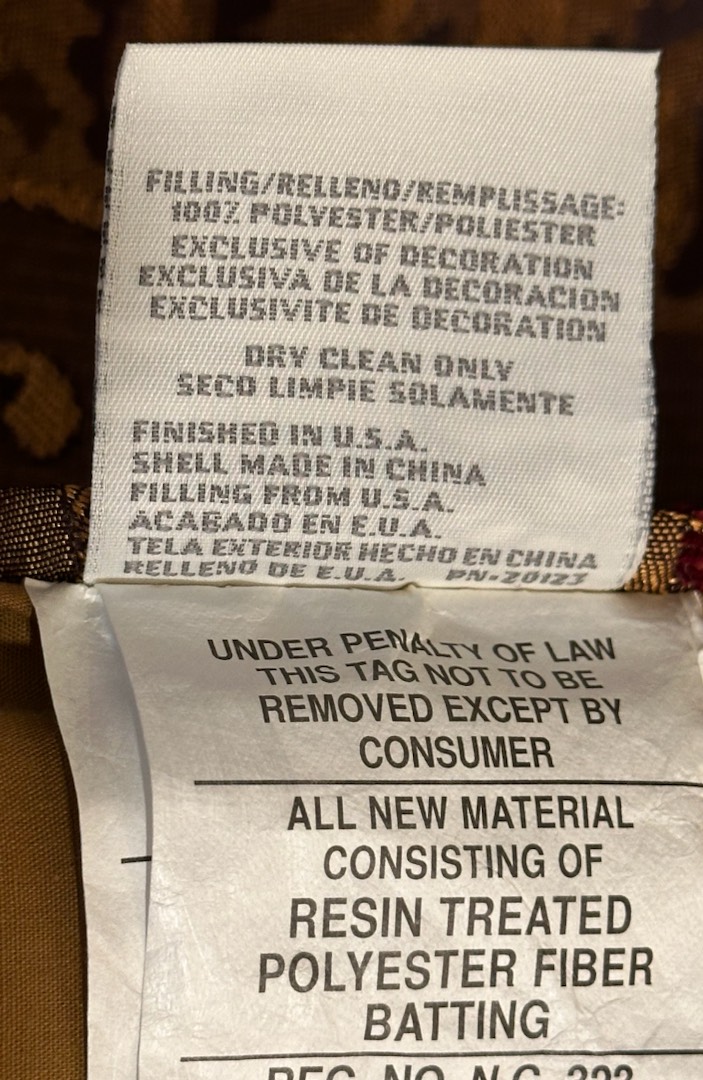 FILLING/RELLENO/REMPLISSAGE:
100% POLYESTER/POLIESTER
EXCLUSIVE OF DECORATION
EXCLUSIVA DE LA DECORACION
EXCLUSIVITE DE DECORATION
DRY CLEAN ONLY
SECO LIMPIE SOLAMENTE
FINISHED IN U.S.A.
SHELL MADE IN CHINA
FILLING FROM U.S.A.
ACABADO EN E.U.A.
TELA EXTERIOR HECHO EN CHINA
RELLENO DE E.U.A. PN-20123
UNDER PENALTY OF LAW
THIS TAG NOT TO BE
REMOVED EXCEPT BY
CONSUMER
ALL NEW MATERIAL
CONSISTING OF
RESIN TREATED
POLYESTER FIBER
BATTING
REG. NO. N.C.